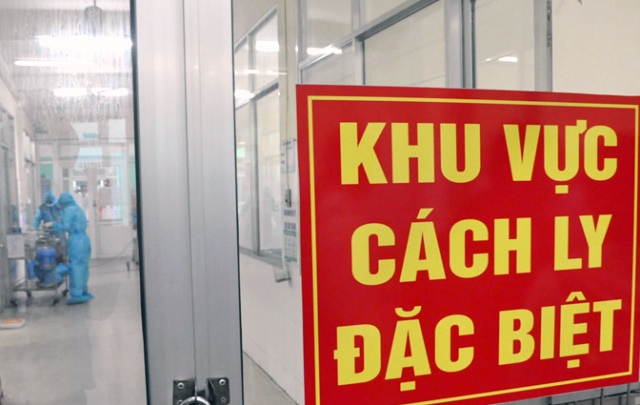 KHU VỰC
CÁCH LY
ĐẶC BIỆT